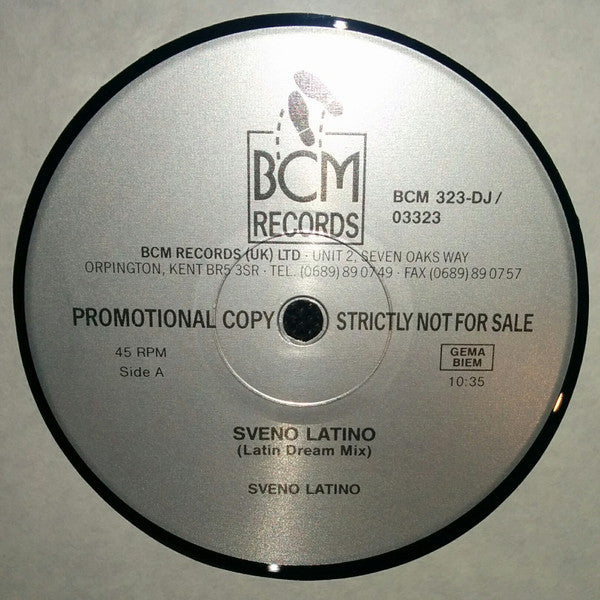 BCM
RECORDS
BCM 323-DJ/
03323
BCM RECORDS (UK) LTD · UNIT 2, SEVEN OAKS WAY
ORPINGTON, KENT BR5 3SR · TEL. (0689) 89 0749 · FAX (0689) 89 0757
PROMOTIONAL COPY STRICTLY NOT FOR SALE
45 RPM
Side A
GEMA
BIEM
10:35
SVENO LATINO
(Latin Dream Mix)
SVENO LATINO